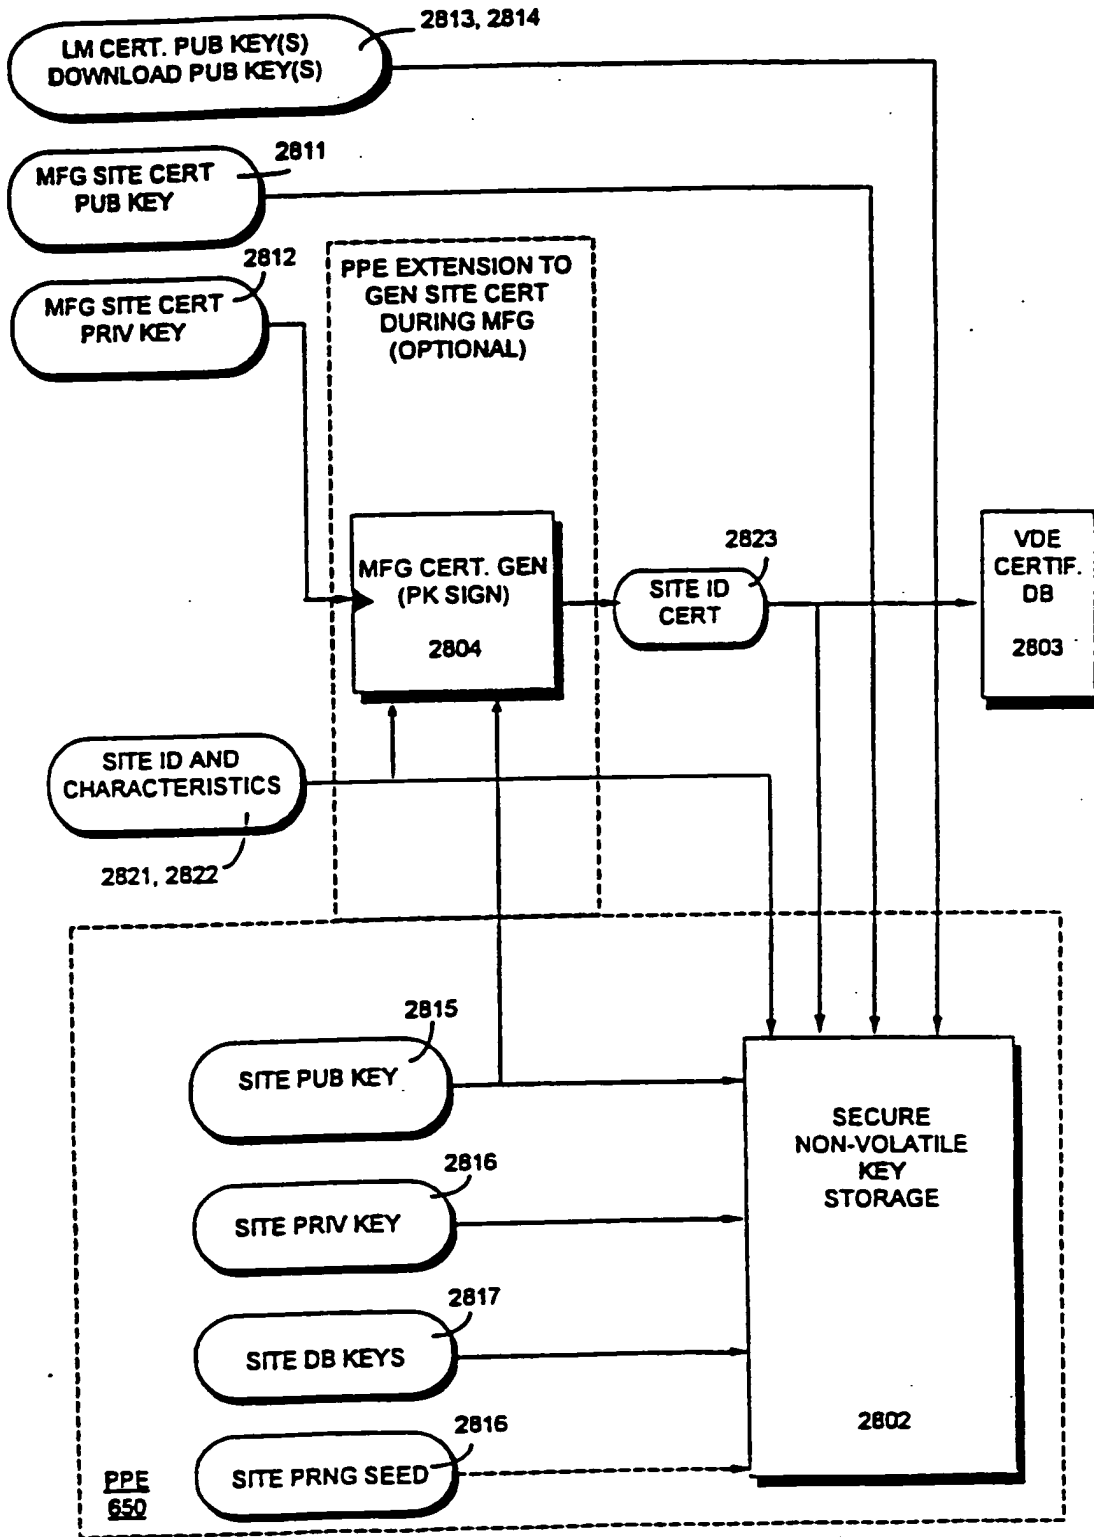 2813, 2814
LM CERT. PUB KEY(S)
DOWNLOAD PUB KEY(S)
2811
MFG SITE CERT
PUB KEY
2812
MFG SITE CERT
PRIV KEY
PPE EXTENSION TO
GEN SITE CERT
DURING MFG
(OPTIONAL)
MFG CERT. GEN
(PK SIGN)
2804
2823
SITE ID
CERT
VDE
CERTIF.
DB
2803
SITE ID AND
CHARACTERISTICS
2821, 2822
2815
SITE PUB KEY
2816
SITE PRIV KEY
2817
SITE DB KEYS
2816
SITE PRNG SEED
SECURE
NON-VOLATILE
KEY
STORAGE
2802
PPE
650